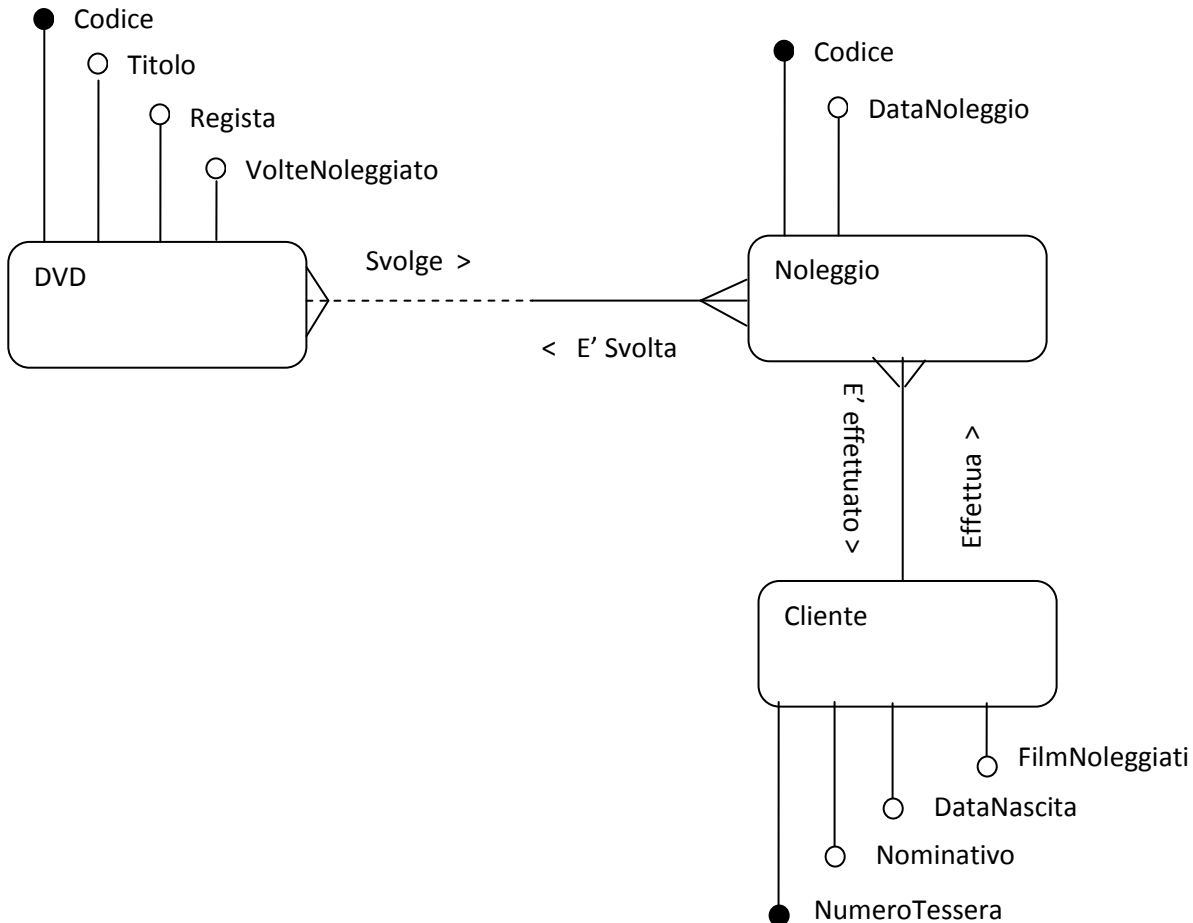 Codice
Titolo
Regista
VolteNoleggiato
DVD
Svolge >
< E’ Svolta
Codice
DataNoleggio
Noleggio
E’ effettuato >
Effettua >
Cliente
FilmNoleggiati
DataNascita
Nominativo
NumeroTessera